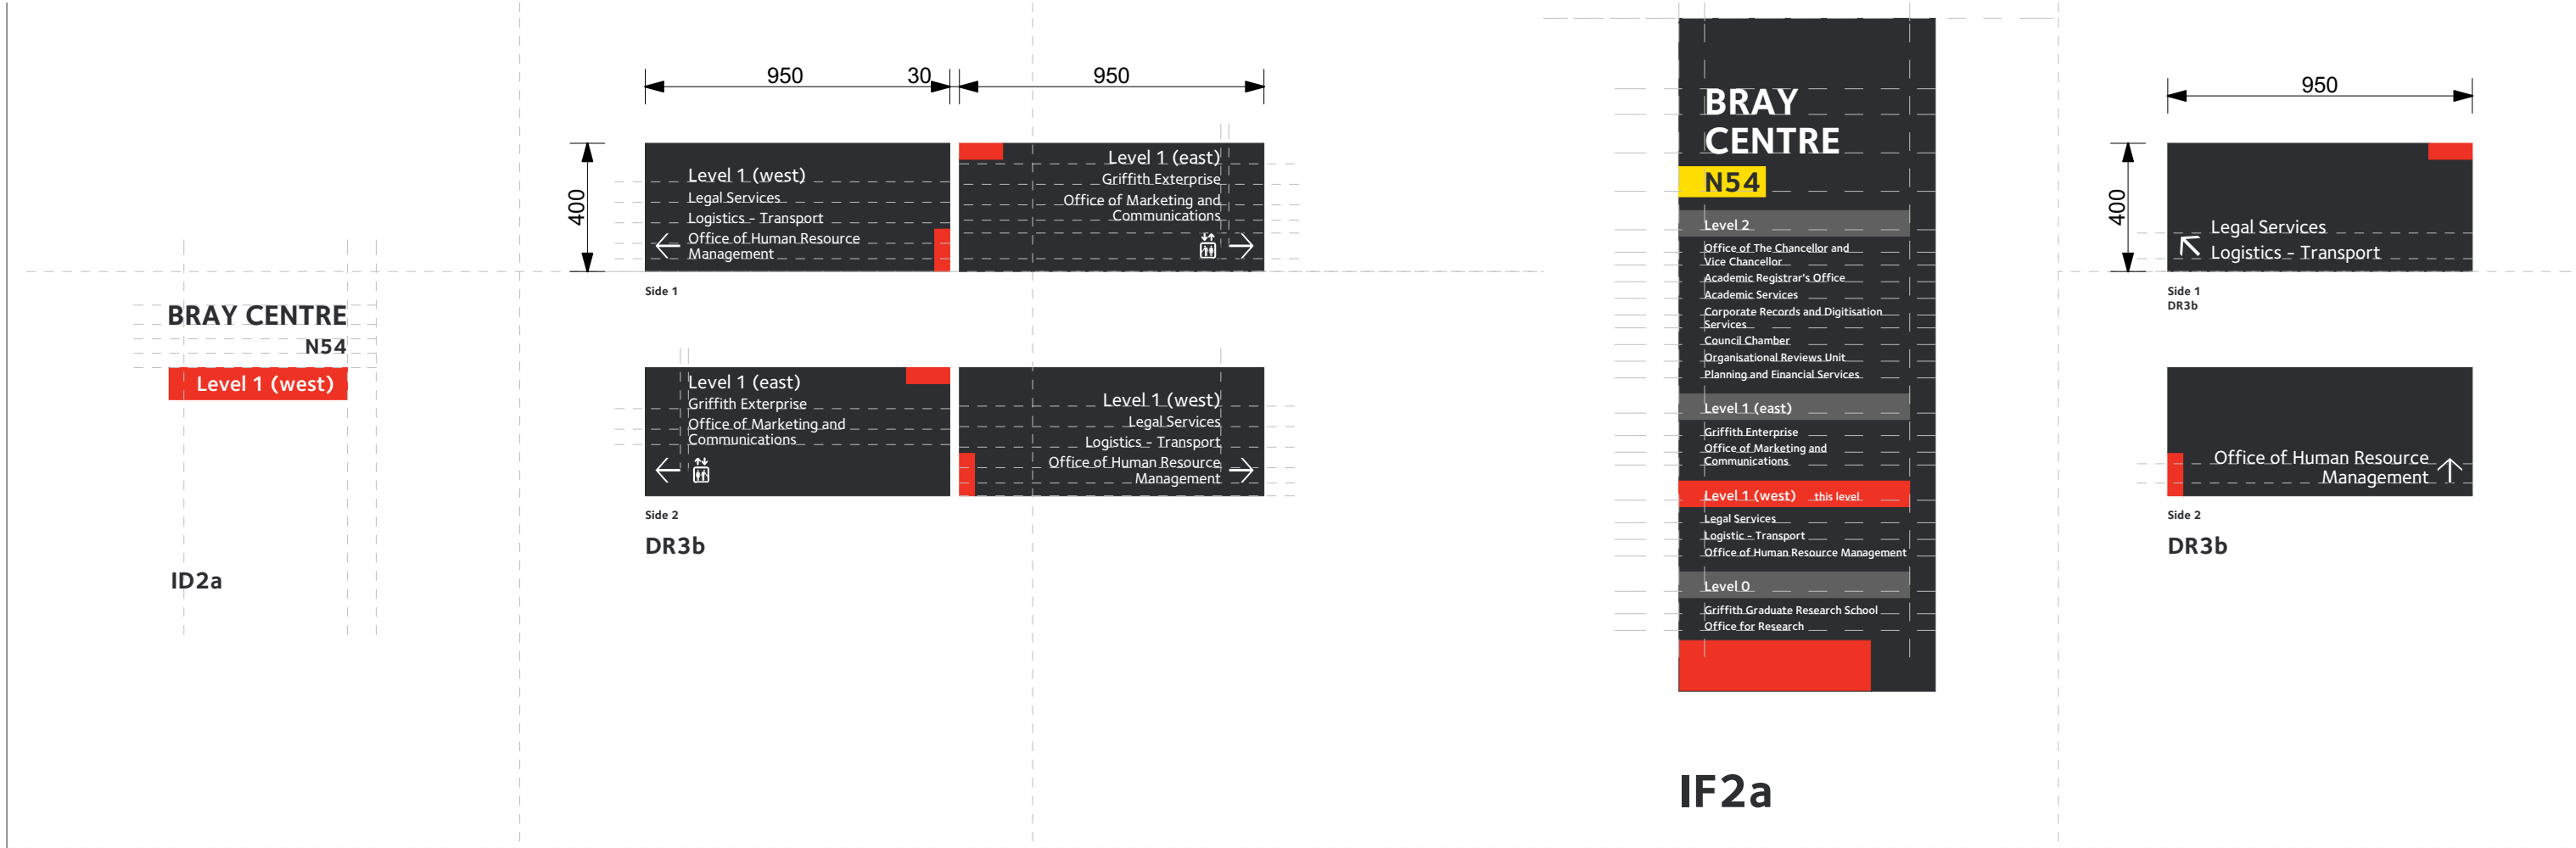 BRAY CENTRE
N54
Level 1 (west)
ID2a
950
30
950
400
Level 1 (west)
Legal Services
Logistics - Transport
Office of Human Resource
Management
Level 1 (east)
Griffith Exterprise
Office of Marketing and
Communications
Side 1
Level 1 (east)
Griffith Exterprise
Office of Marketing and
Communications
Level 1 (west)
Legal Services
Logistics - Transport
Office of Human Resource
Management
Side 2
DR3b
BRAY
CENTRE
N54
Level 2
Office of The Chancellor and
Vice Chancellor
Academic Registrar's Office
Academic Services
Corporate Records and Digitisation
Services
Council Chamber
Organisational Reviews Unit
Planning and Financial Services
Level 1 (east)
Griffith Enterprise
Office of Marketing and
Communications
Level 1 (west) this level
Legal Services
Logistic - Transport
Office of Human Resource Management
Level 0
Griffith Graduate Research School
Office for Research
IF2a
950
400
Legal Services
Logistics - Transport
Side 1
DR3b
Office of Human Resource
Management
Side 2
DR3b